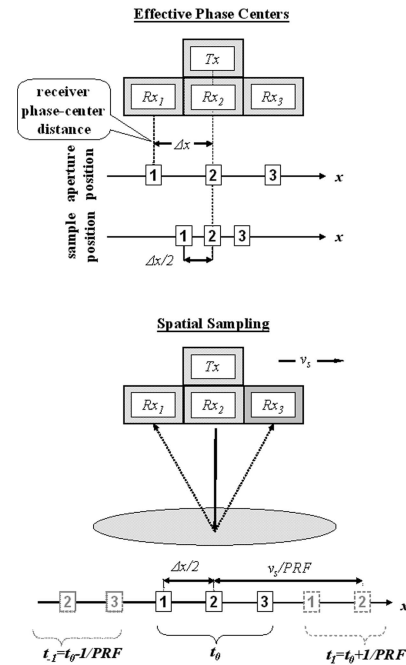 Effective Phase Centers
Tx
receiver
phase-center
distance
Rx1 Rx2 Rx3
Δx
aperture
position
1 2 3 x
sample
position
1 2 3 x
Δx/2
Spatial Sampling
Tx
vs
Rx1 Rx2 Rx3
Δx/2 vs/PRF
2 3 1 2 3 1 2 x
t-1=t0-1/PRF t0 t1=t0+1/PRF